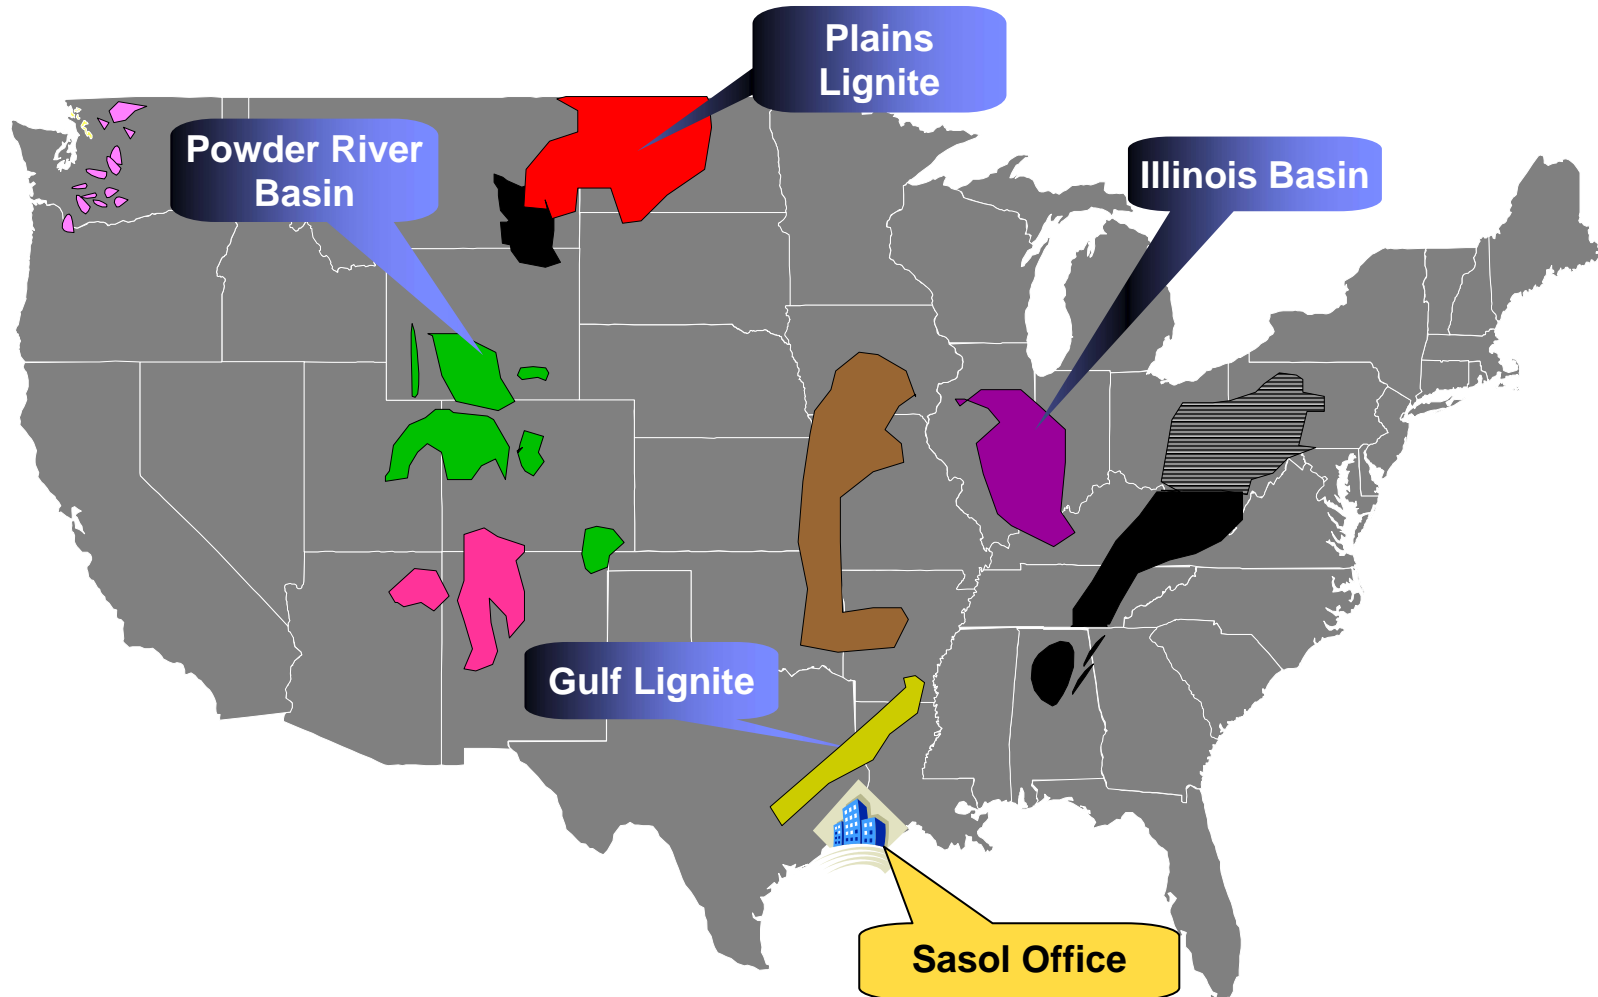 Plains
Lignite
Powder River
Basin
Illinois Basin
Gulf Lignite
Sasol Office